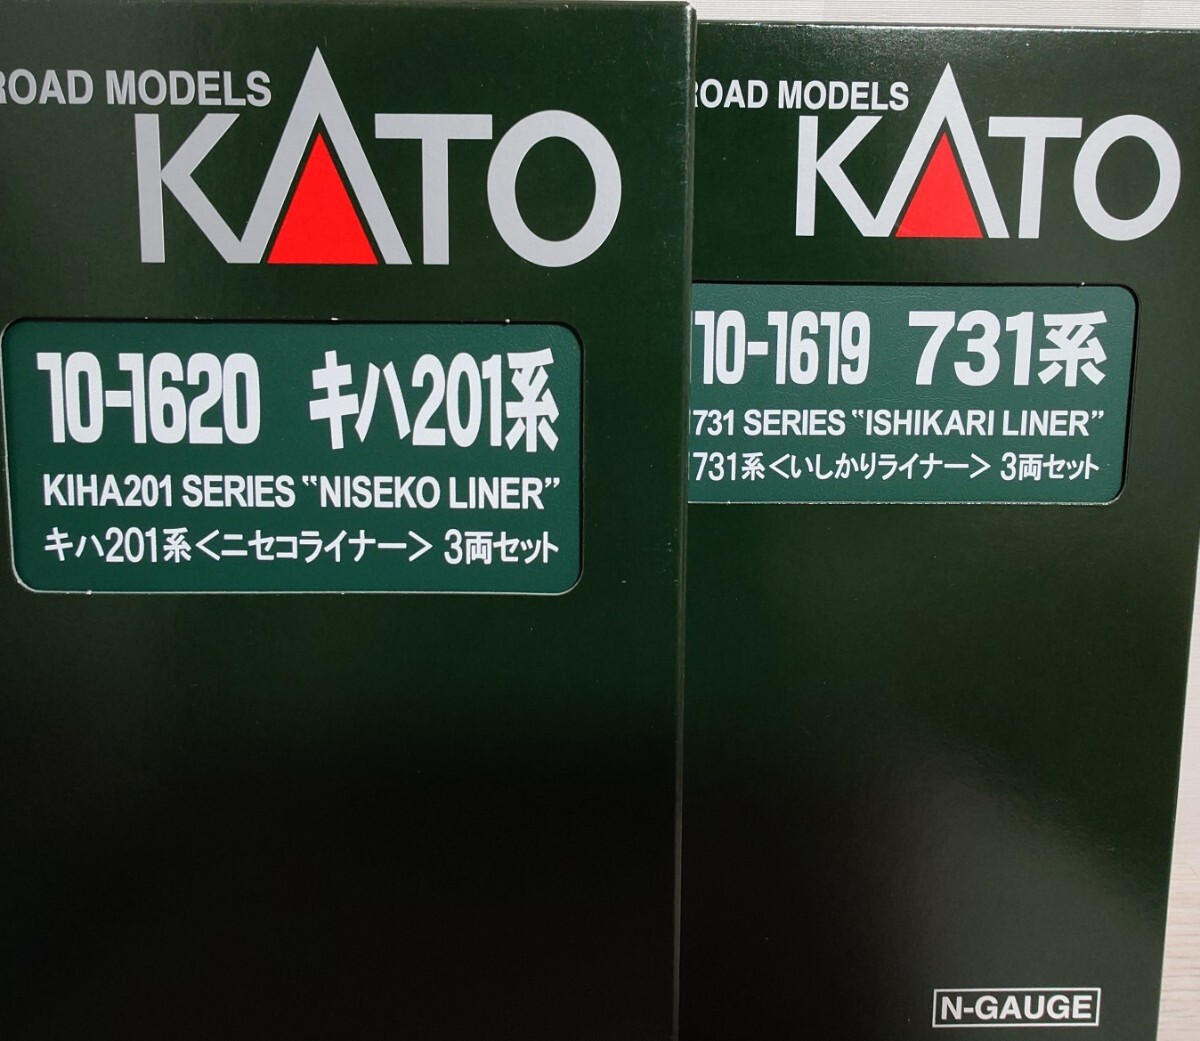 ROAD MODELS
KATO
10-1620 キハ201系
KIHA201 SERIES "NISEKO LINER"
キハ201系<ニセコライナー> 3両セット
ROAD MODELS
KATO
10-1619 731系
731 SERIES "ISHIKARI LINER"
731系<いしかりライナー> 3両セット
N-GAUGE